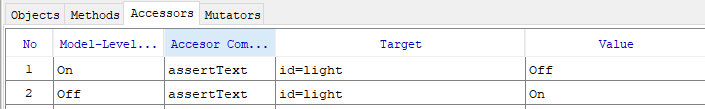 Objects Methods Accessors Mutators
No Model-Level... Accesor Com... Target Value
1 On assertText id=light Off
2 Off assertText id=light On